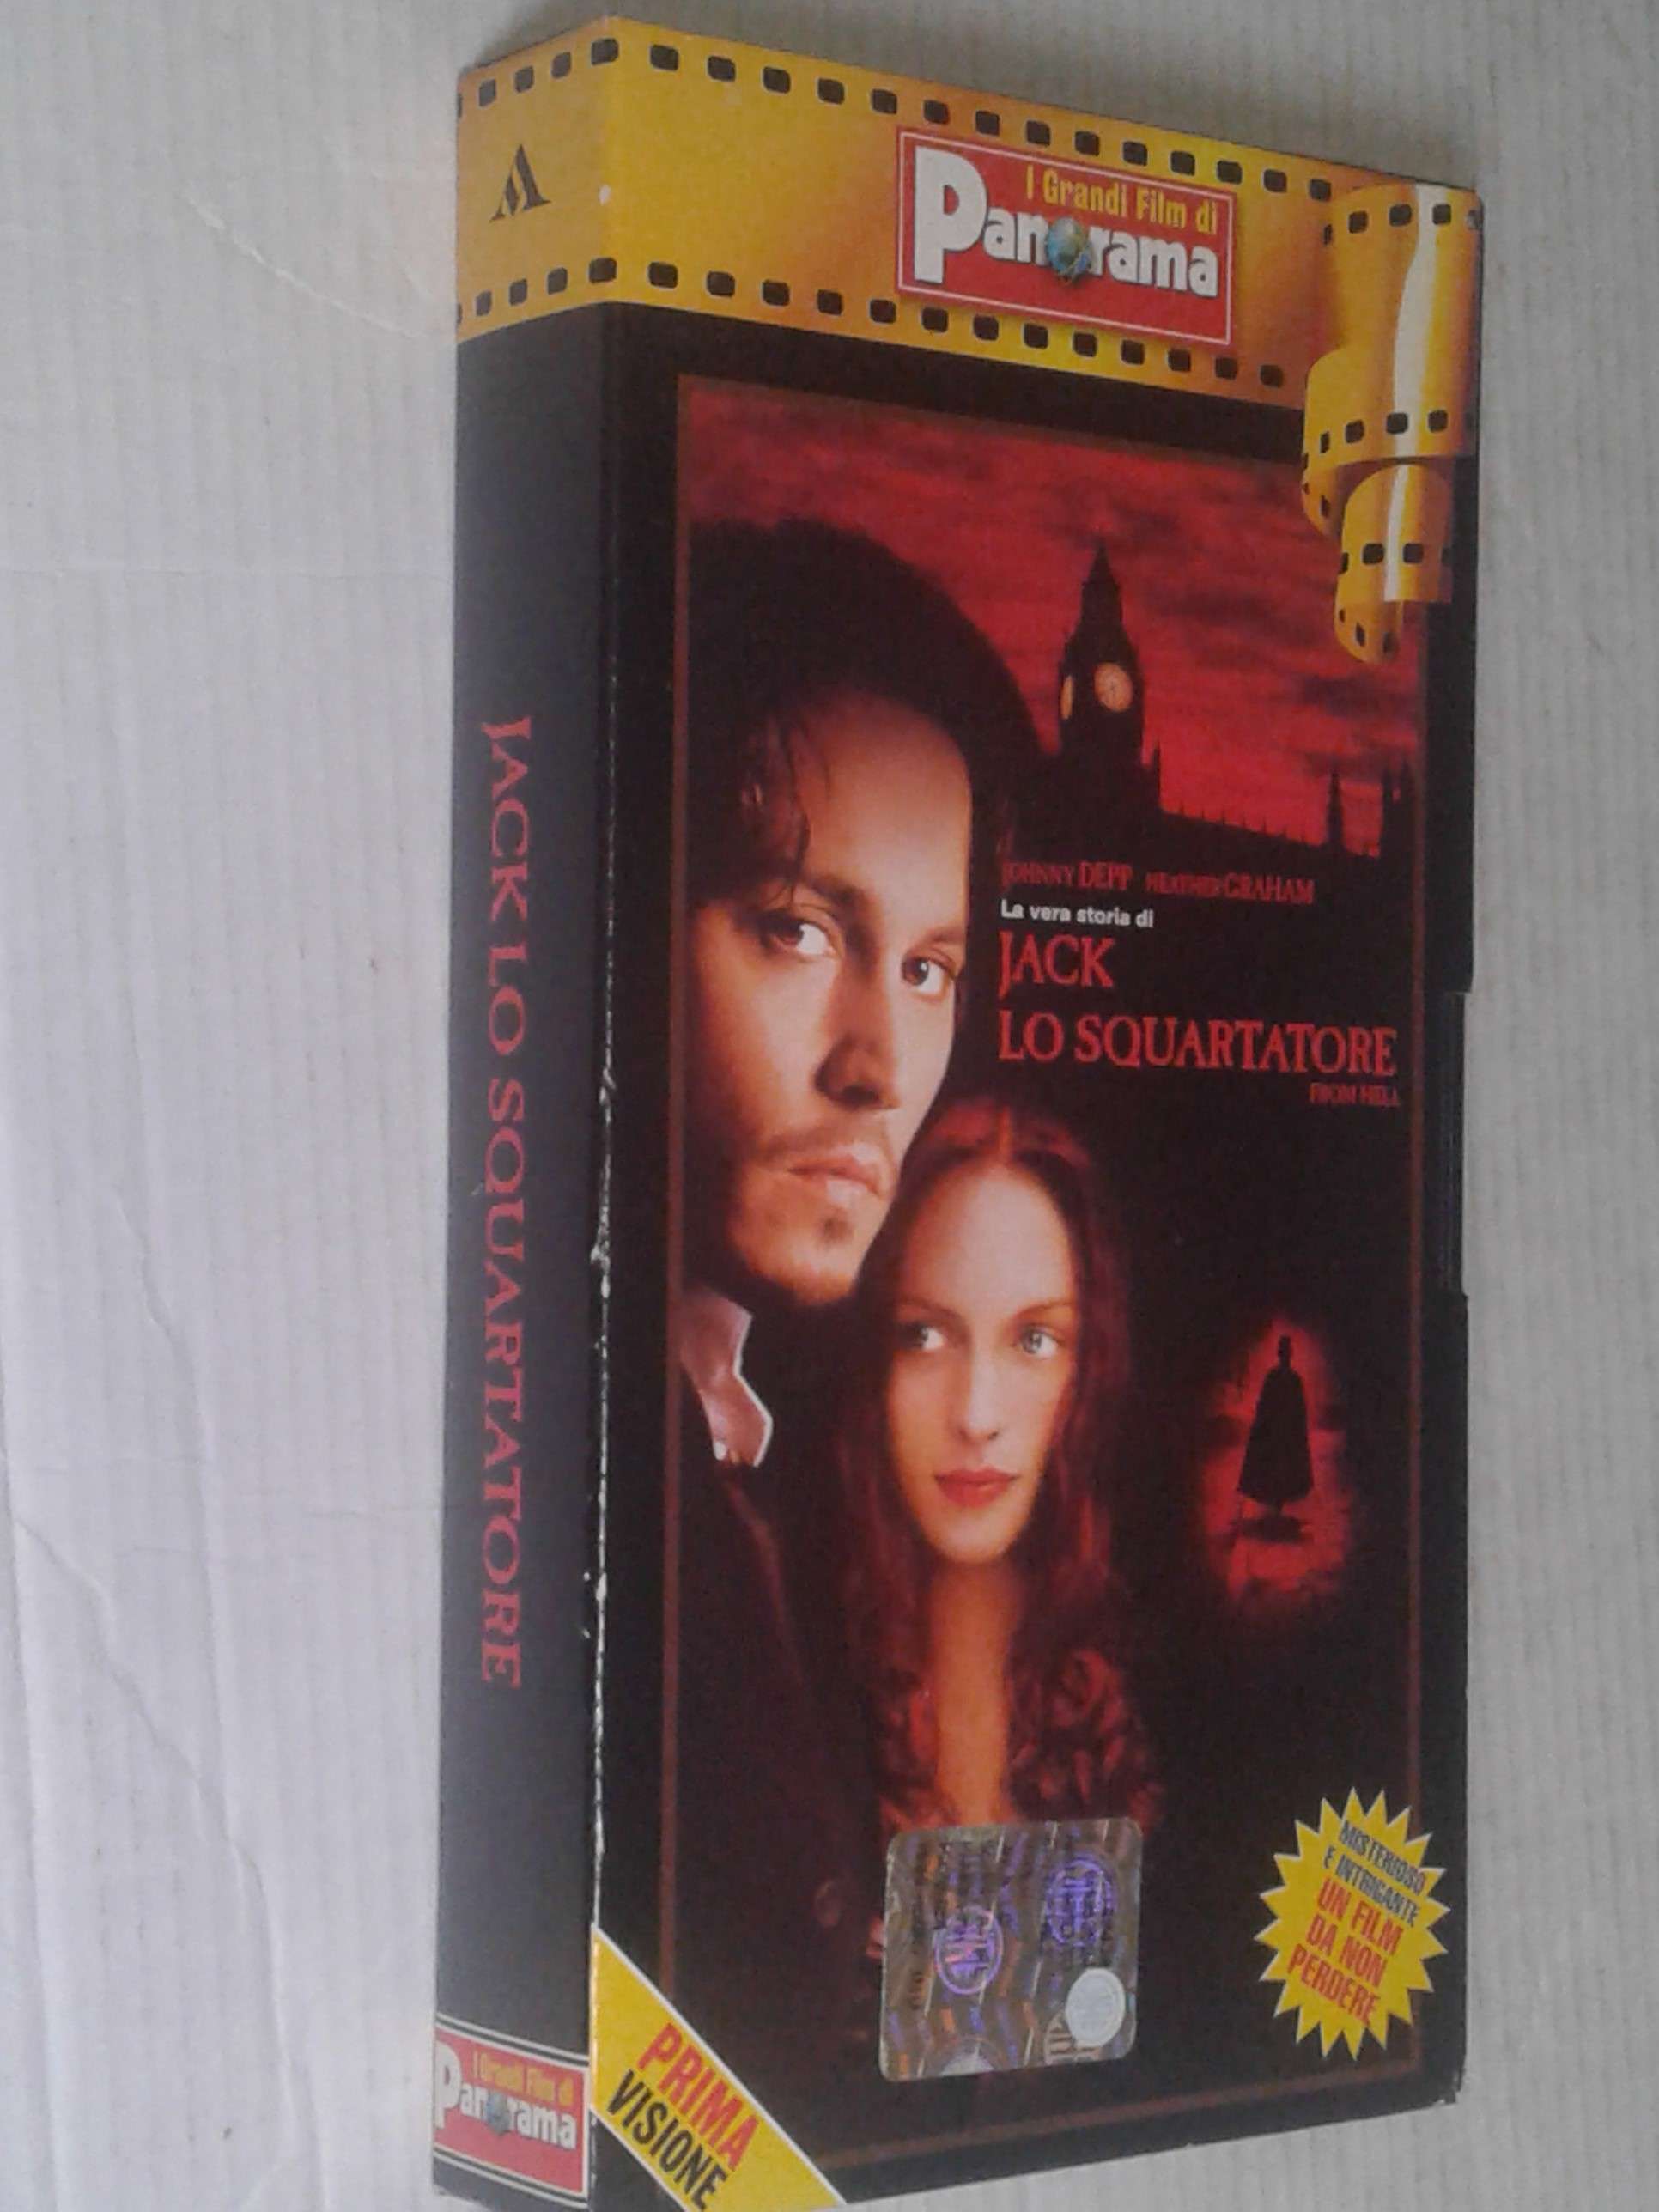 I Grandi Film di
Panorama
JOHNNY DEPP HEATHER GRAHAM
La vera storia di
JACK
LO SQUARTATORE
FROM HELL
MISTERIOSO
E INTRIGANTE
UN FILM
DA NON
PERDERE
PRIMA
VISIONE
JACK LO SQUARTATORE
I Grandi Film di
Panorama